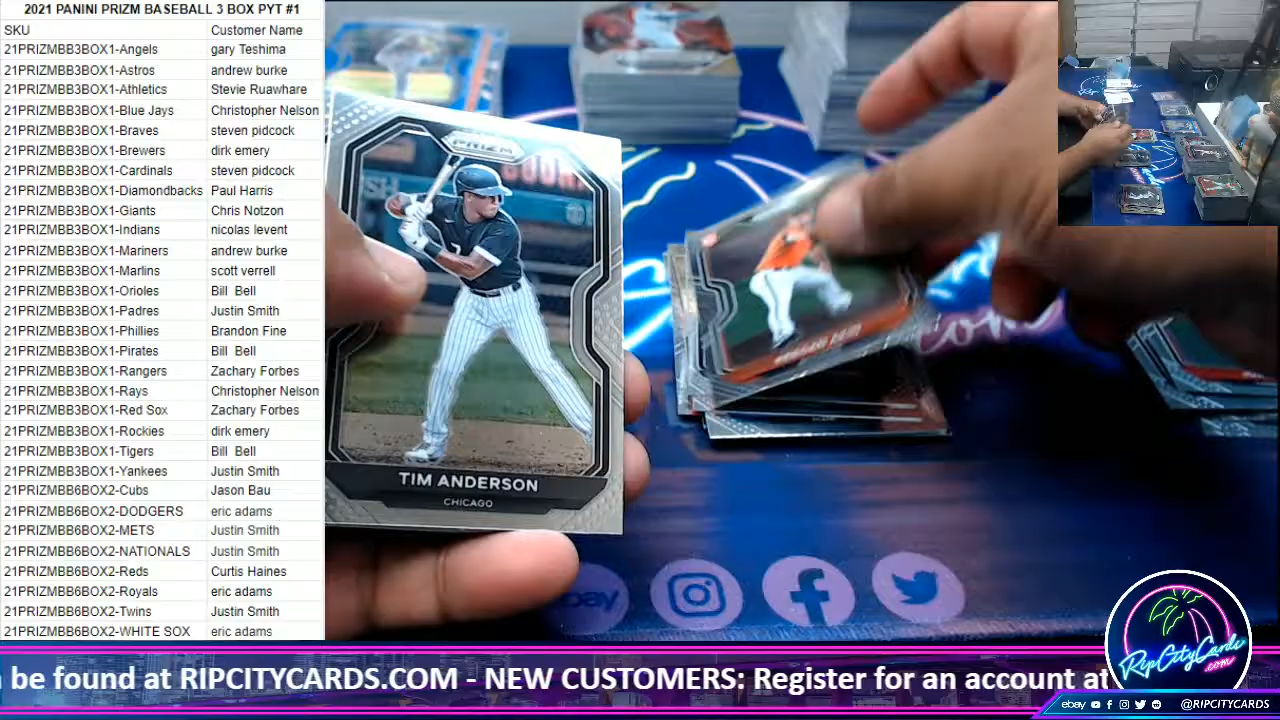 2021 PANINI PRIZM BASEBALL 3 BOX PYT #1
SKU Customer Name
21PRIZMBB3BOX1-Angels gary Teshima
21PRIZMBB3BOX1-Astros andrew burke
21PRIZMBB3BOX1-Athletics Stevie Ruawhare
21PRIZMBB3BOX1-Blue Jays Christopher Nelson
21PRIZMBB3BOX1-Braves steven pidcock
21PRIZMBB3BOX1-Brewers dirk emery
21PRIZMBB3BOX1-Cardinals steven pidcock
21PRIZMBB3BOX1-Diamondbacks Paul Harris
21PRIZMBB3BOX1-Giants Chris Notzon
21PRIZMBB3BOX1-Indians nicolas levent
21PRIZMBB3BOX1-Mariners andrew burke
21PRIZMBB3BOX1-Marlins scott verrell
21PRIZMBB3BOX1-Orioles Bill Bell
21PRIZMBB3BOX1-Padres Justin Smith
21PRIZMBB3BOX1-Phillies Brandon Fine
21PRIZMBB3BOX1-Pirates Bill Bell
21PRIZMBB3BOX1-Rangers Zachary Forbes
21PRIZMBB3BOX1-Rays Christopher Nelson
21PRIZMBB3BOX1-Red Sox Zachary Forbes
21PRIZMBB3BOX1-Rockies dirk emery
21PRIZMBB3BOX1-Tigers Bill Bell
21PRIZMBB3BOX1-Yankees Justin Smith
21PRIZMBB6BOX2-Cubs Jason Bau
21PRIZMBB6BOX2-DODGERS eric adams
21PRIZMBB6BOX2-METS Justin Smith
21PRIZMBB6BOX2-NATIONALS Justin Smith
21PRIZMBB6BOX2-Reds Curtis Haines
21PRIZMBB6BOX2-Royals eric adams
21PRIZMBB6BOX2-Twins Justin Smith
21PRIZMBB6BOX2-WHITE SOX eric adams
PRIZM
TIM ANDERSON
CHICAGO
com
ebay
be found at RIPCITYCARDS.COM - NEW CUSTOMERS: Register for an account at
RipCityCards
.com
ebay @RIPCITYCARDS